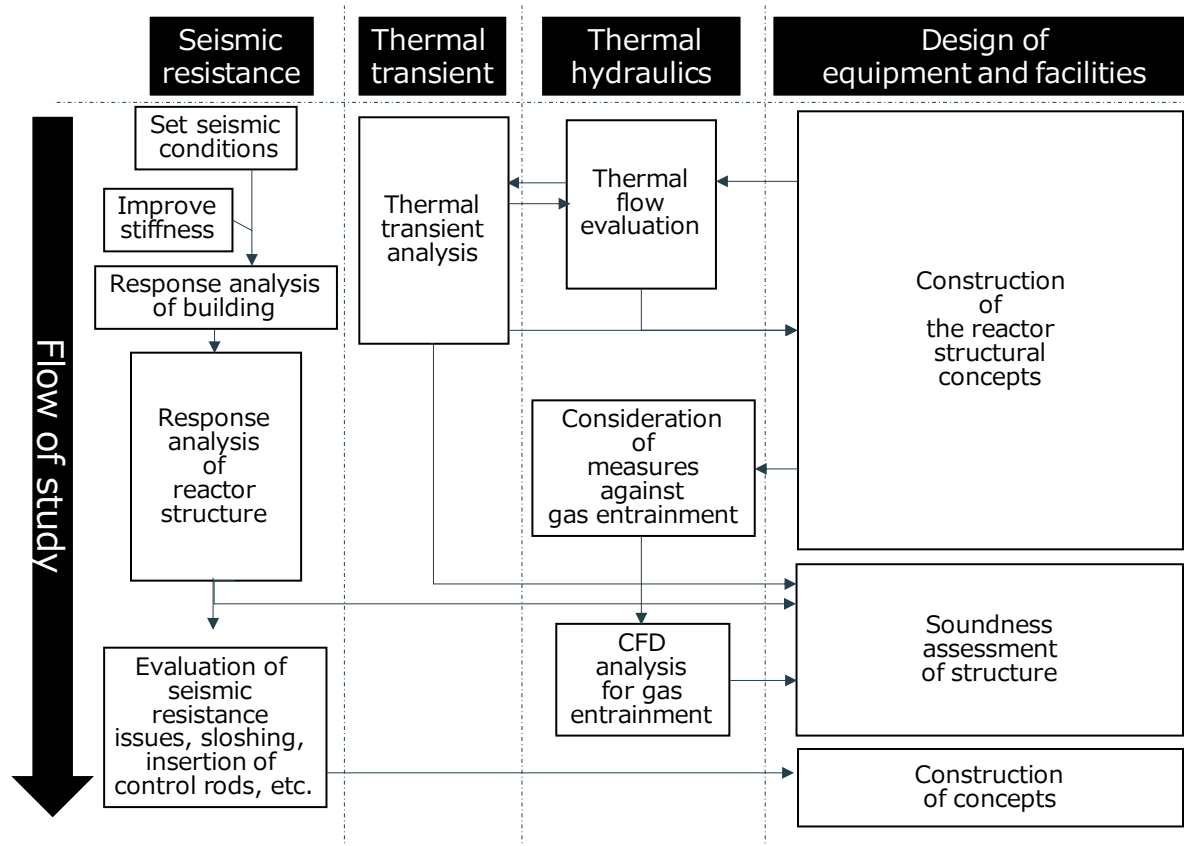 Seismic
resistance
Thermal
transient
Thermal
hydraulics
Design of
equipment and facilities
Flow of study
Set seismic
conditions
Improve
stiffness
Response analysis
of building
Response
analysis
of
reactor
structure
Evaluation of
seismic
resistance
issues, sloshing,
insertion of
control rods, etc.
Thermal
transient
analysis
Thermal
flow
evaluation
Consideration
of
measures
against
gas entrainment
CFD
analysis
for gas
entrainment
Construction
of
the reactor
structural
concepts
Soundness
assessment
of structure
Construction
of concepts